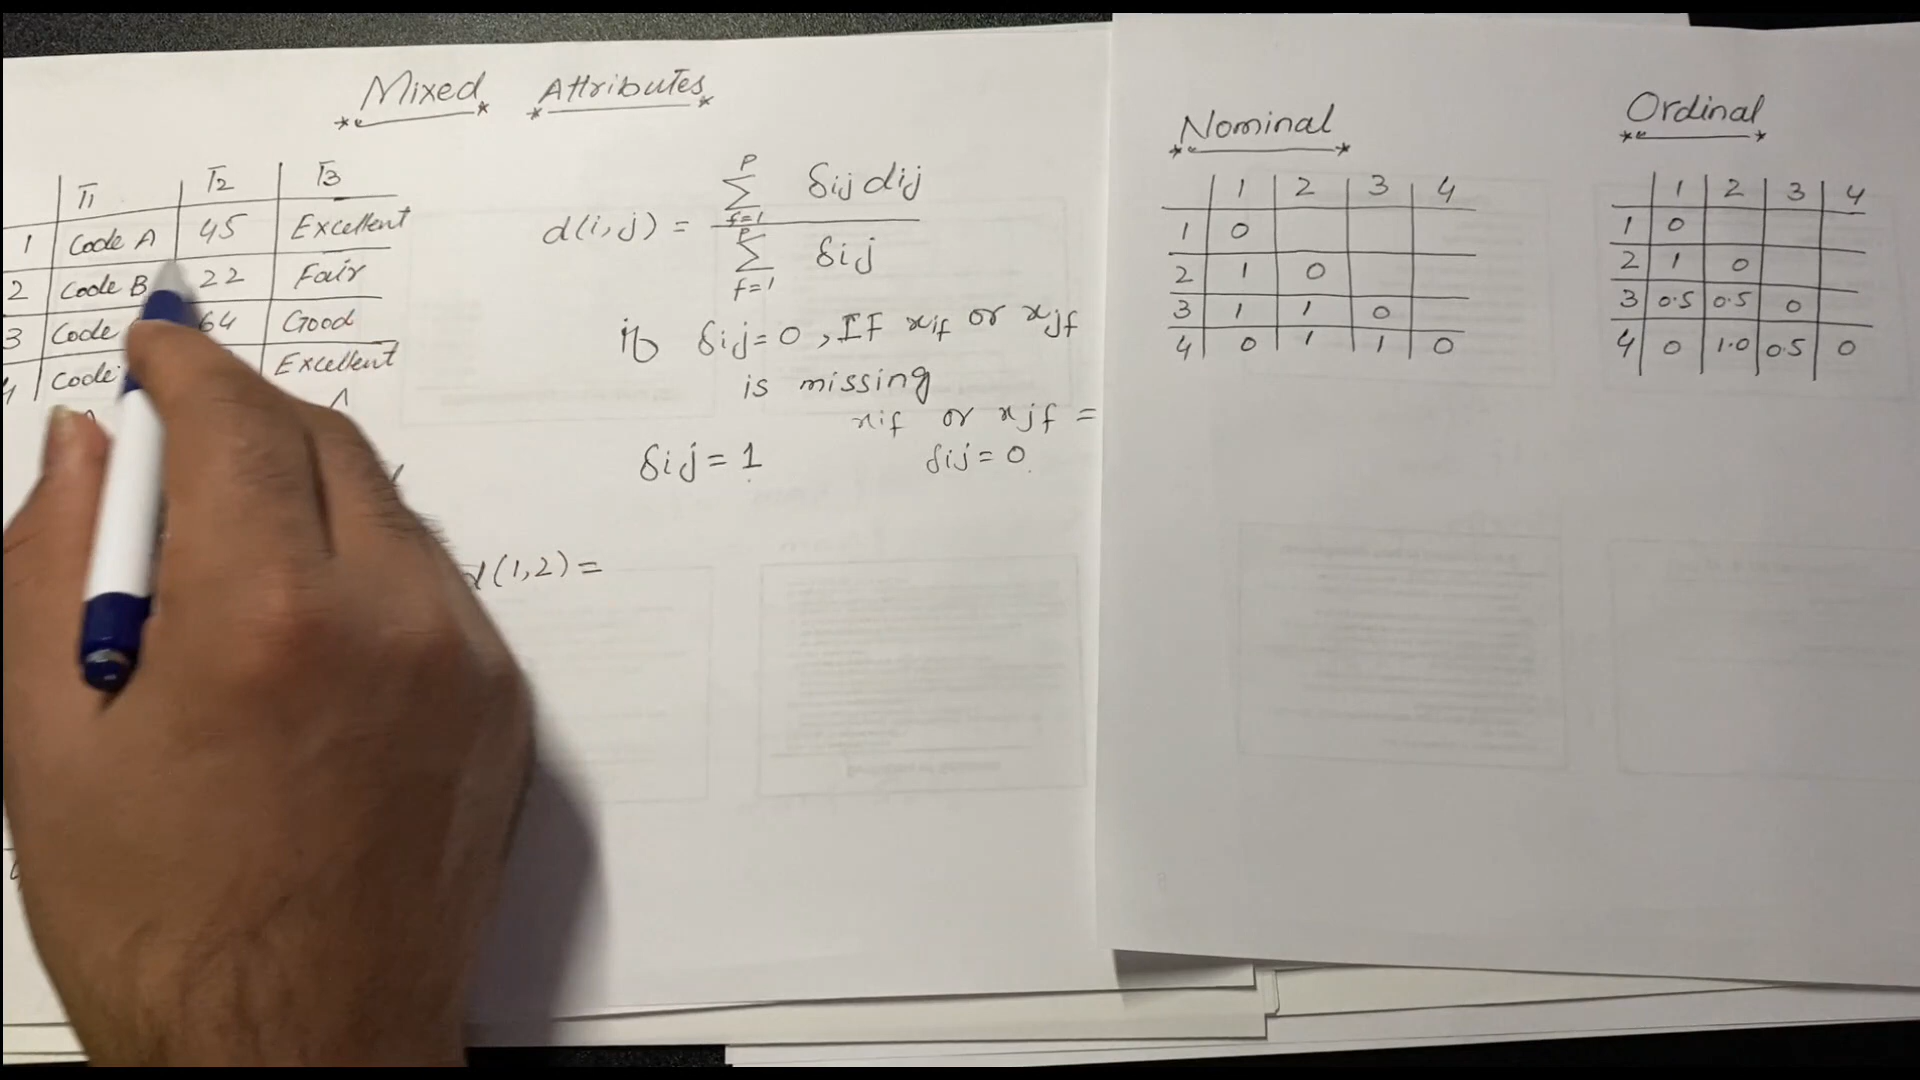 Mixed Attributes
T1 T2 T3
1 Code A 45 Excellent
2 Code B 22 Fair
3 Code 64 Good
4 Code Excellent
d(i,j) = P Σ f=1 δij dij / P Σ f=1 δij
δij=0, IF xif or xjf
is missing
xif or xjf =
δij = 1 δij = 0
d(1,2) =
Nominal
1 2 3 4
1 0
2 1 0
3 1 1 0
4 0 1 1 0
Ordinal
1 2 3 4
1 0
2 1 0
3 0.5 0.5 0
4 0 1.0 0.5 0